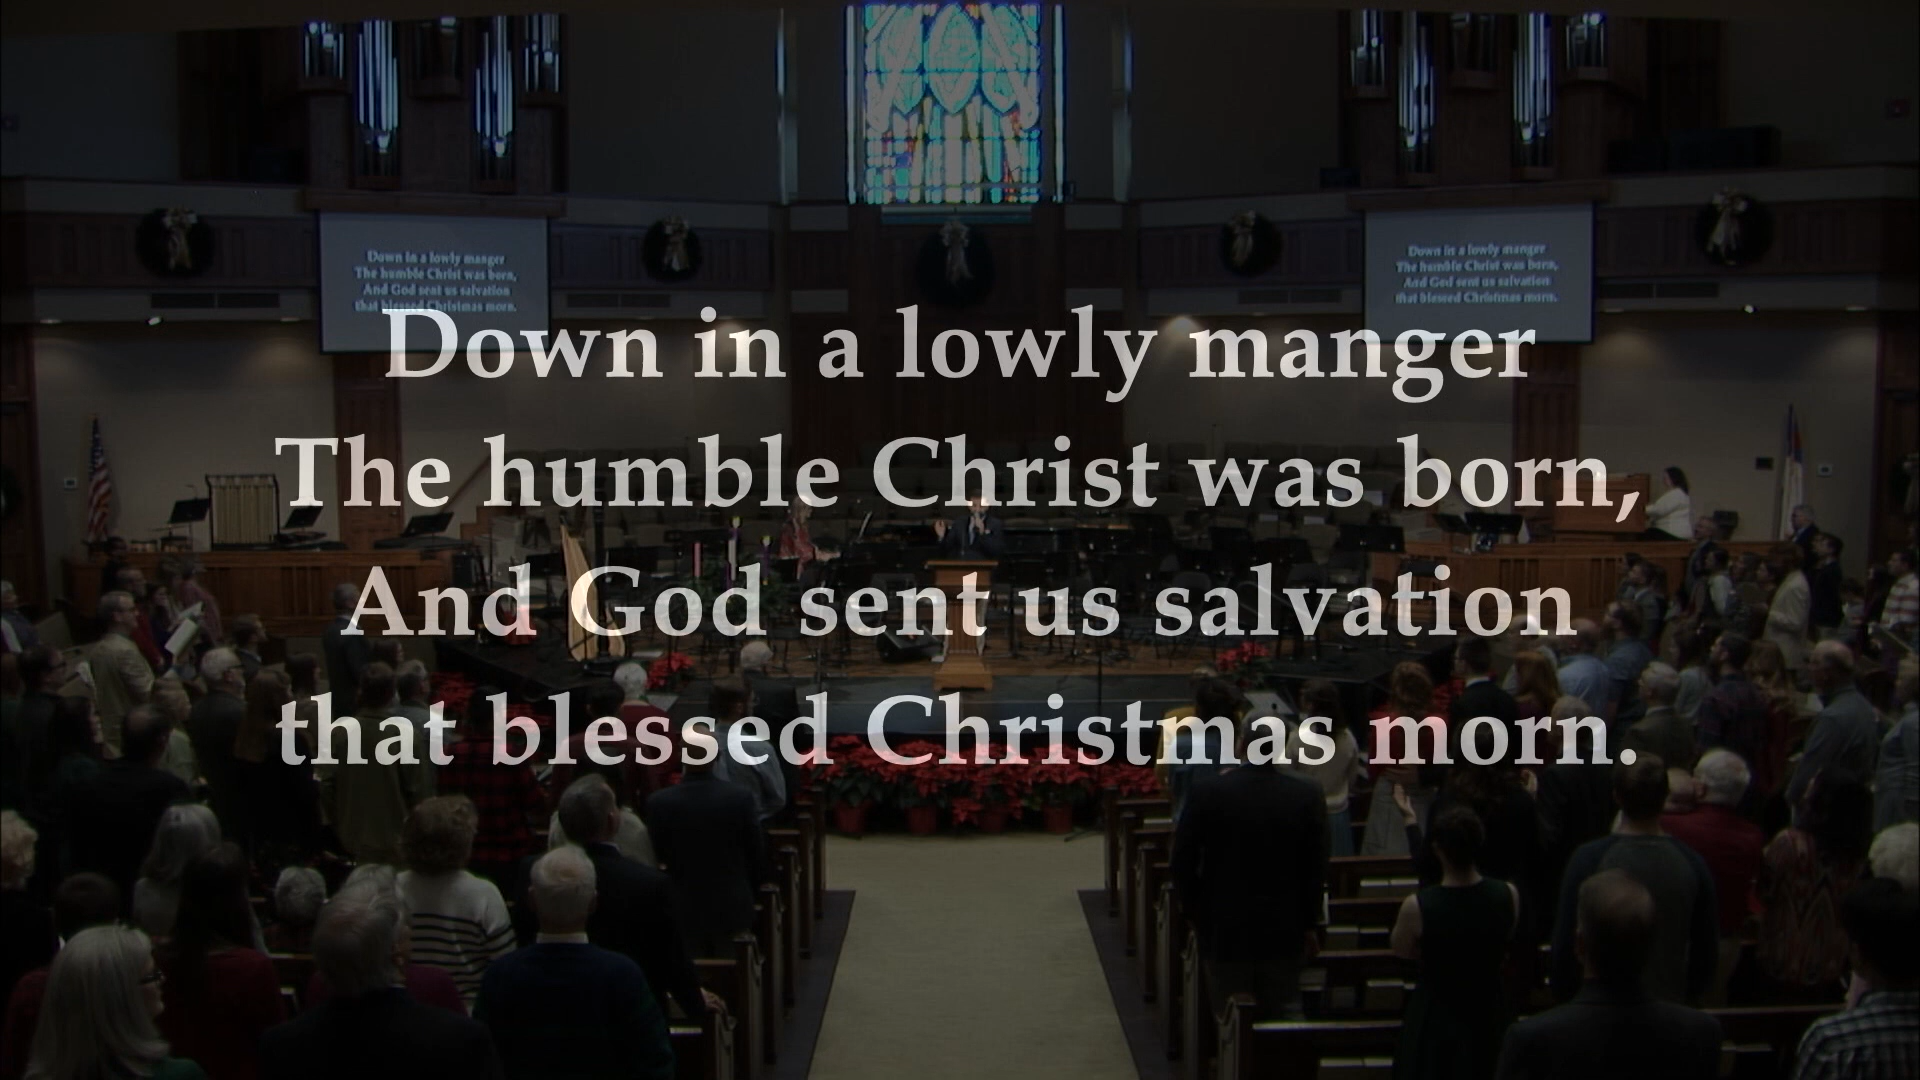 Down in a lowly manger
The humble Christ was born,
And God sent us salvation
that blessed Christmas morn.
Down in a lowly manger
The humble Christ was born,
And God sent us salvation
that blessed Christmas morn.
Down in a lowly manger
The humble Christ was born,
And God sent us salvation
that blessed Christmas morn.